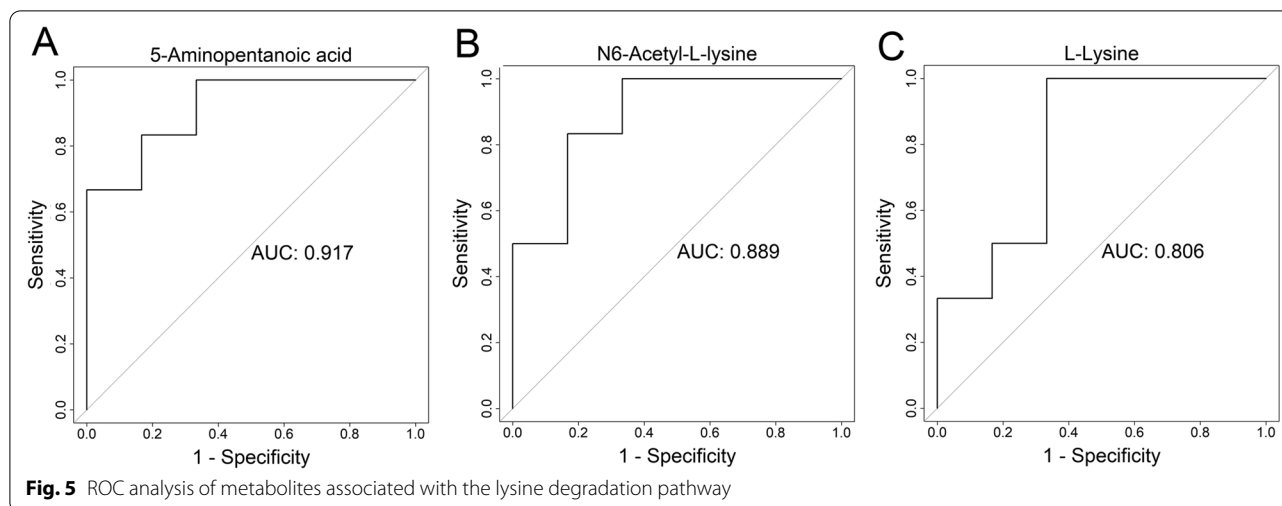 A
5-Aminopentanoic acid
Sensitivity
1.0
0.8
0.6
0.4
0.2
0.0
AUC: 0.917
0.0 0.2 0.4 0.6 0.8 1.0
1 - Specificity
B
N6-Acetyl-L-lysine
Sensitivity
1.0
0.8
0.6
0.4
0.2
0.0
AUC: 0.889
0.0 0.2 0.4 0.6 0.8 1.0
1 - Specificity
C
L-Lysine
Sensitivity
1.0
0.8
0.6
0.4
0.2
0.0
AUC: 0.806
0.0 0.2 0.4 0.6 0.8 1.0
1 - Specificity
Fig. 5 ROC analysis of metabolites associated with the lysine degradation pathway